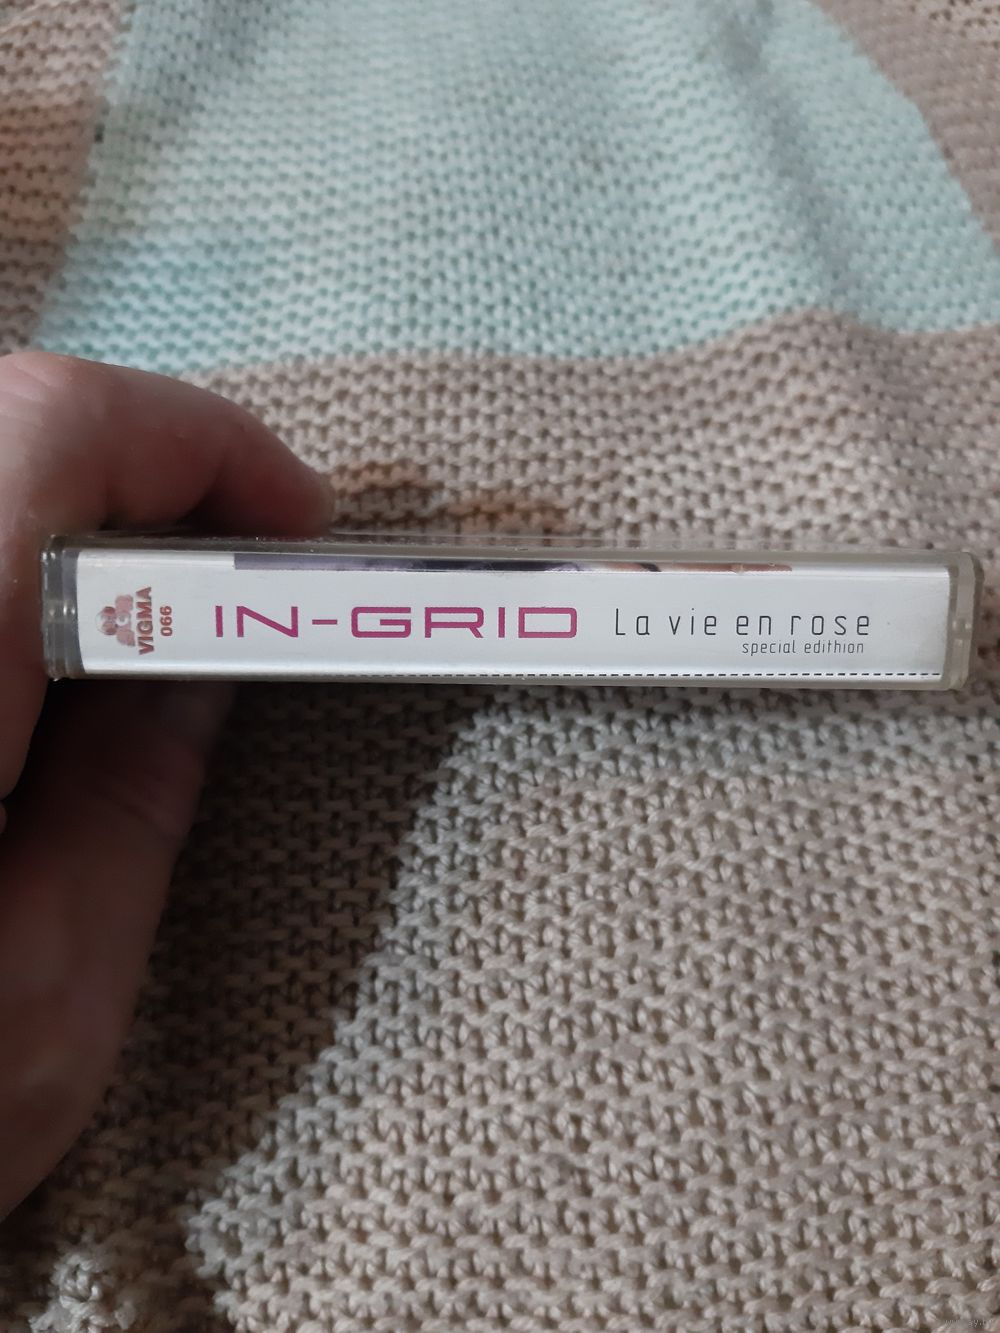 VIGMA
066
IN-GRID
La vie en rose
special edithion